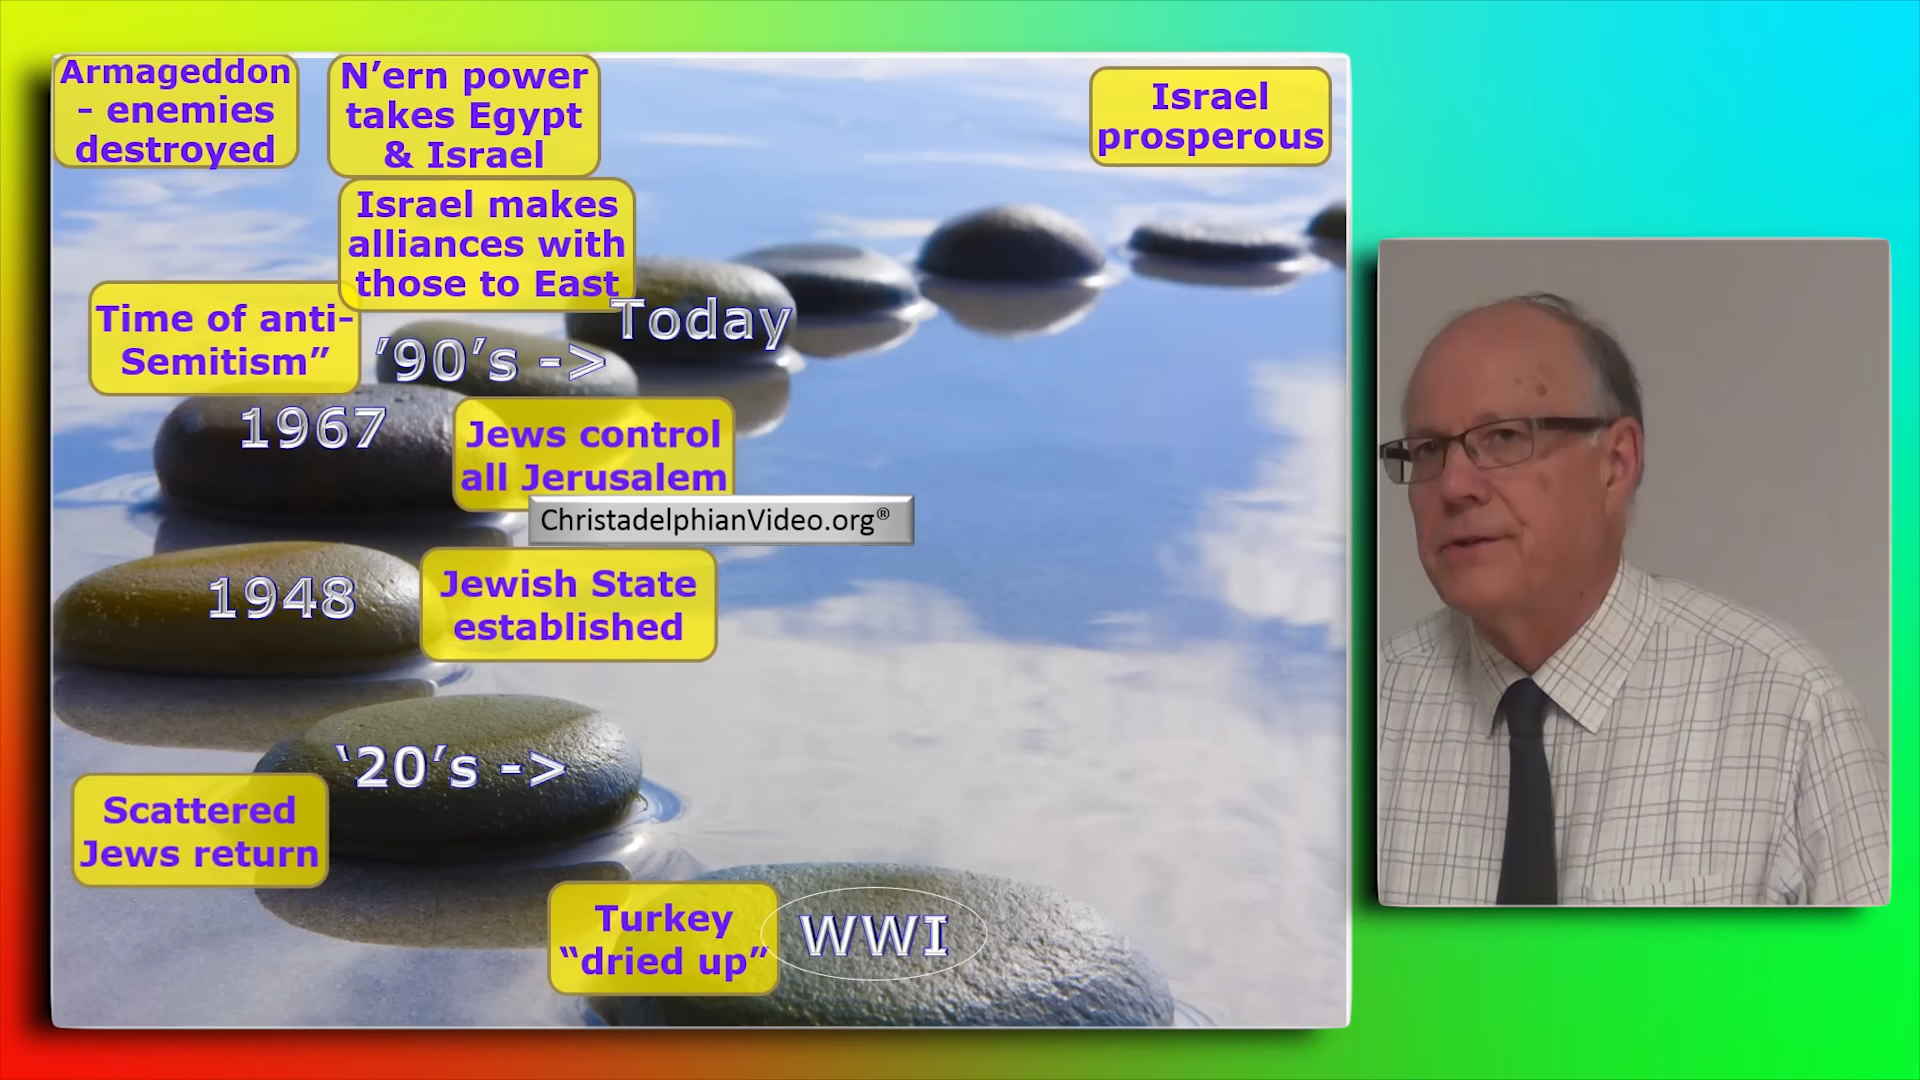 Armageddon
- enemies
destroyed
N’ern power
takes Egypt
& Israel
Israel
prosperous
Israel makes
alliances with
those to East
Today
Time of anti-
Semitism”
’90’s ->
1967
Jews control
all Jerusalem
ChristadelphianVideo.org®
1948
Jewish State
established
‘20’s ->
Scattered
Jews return
Turkey
“dried up”
WWI